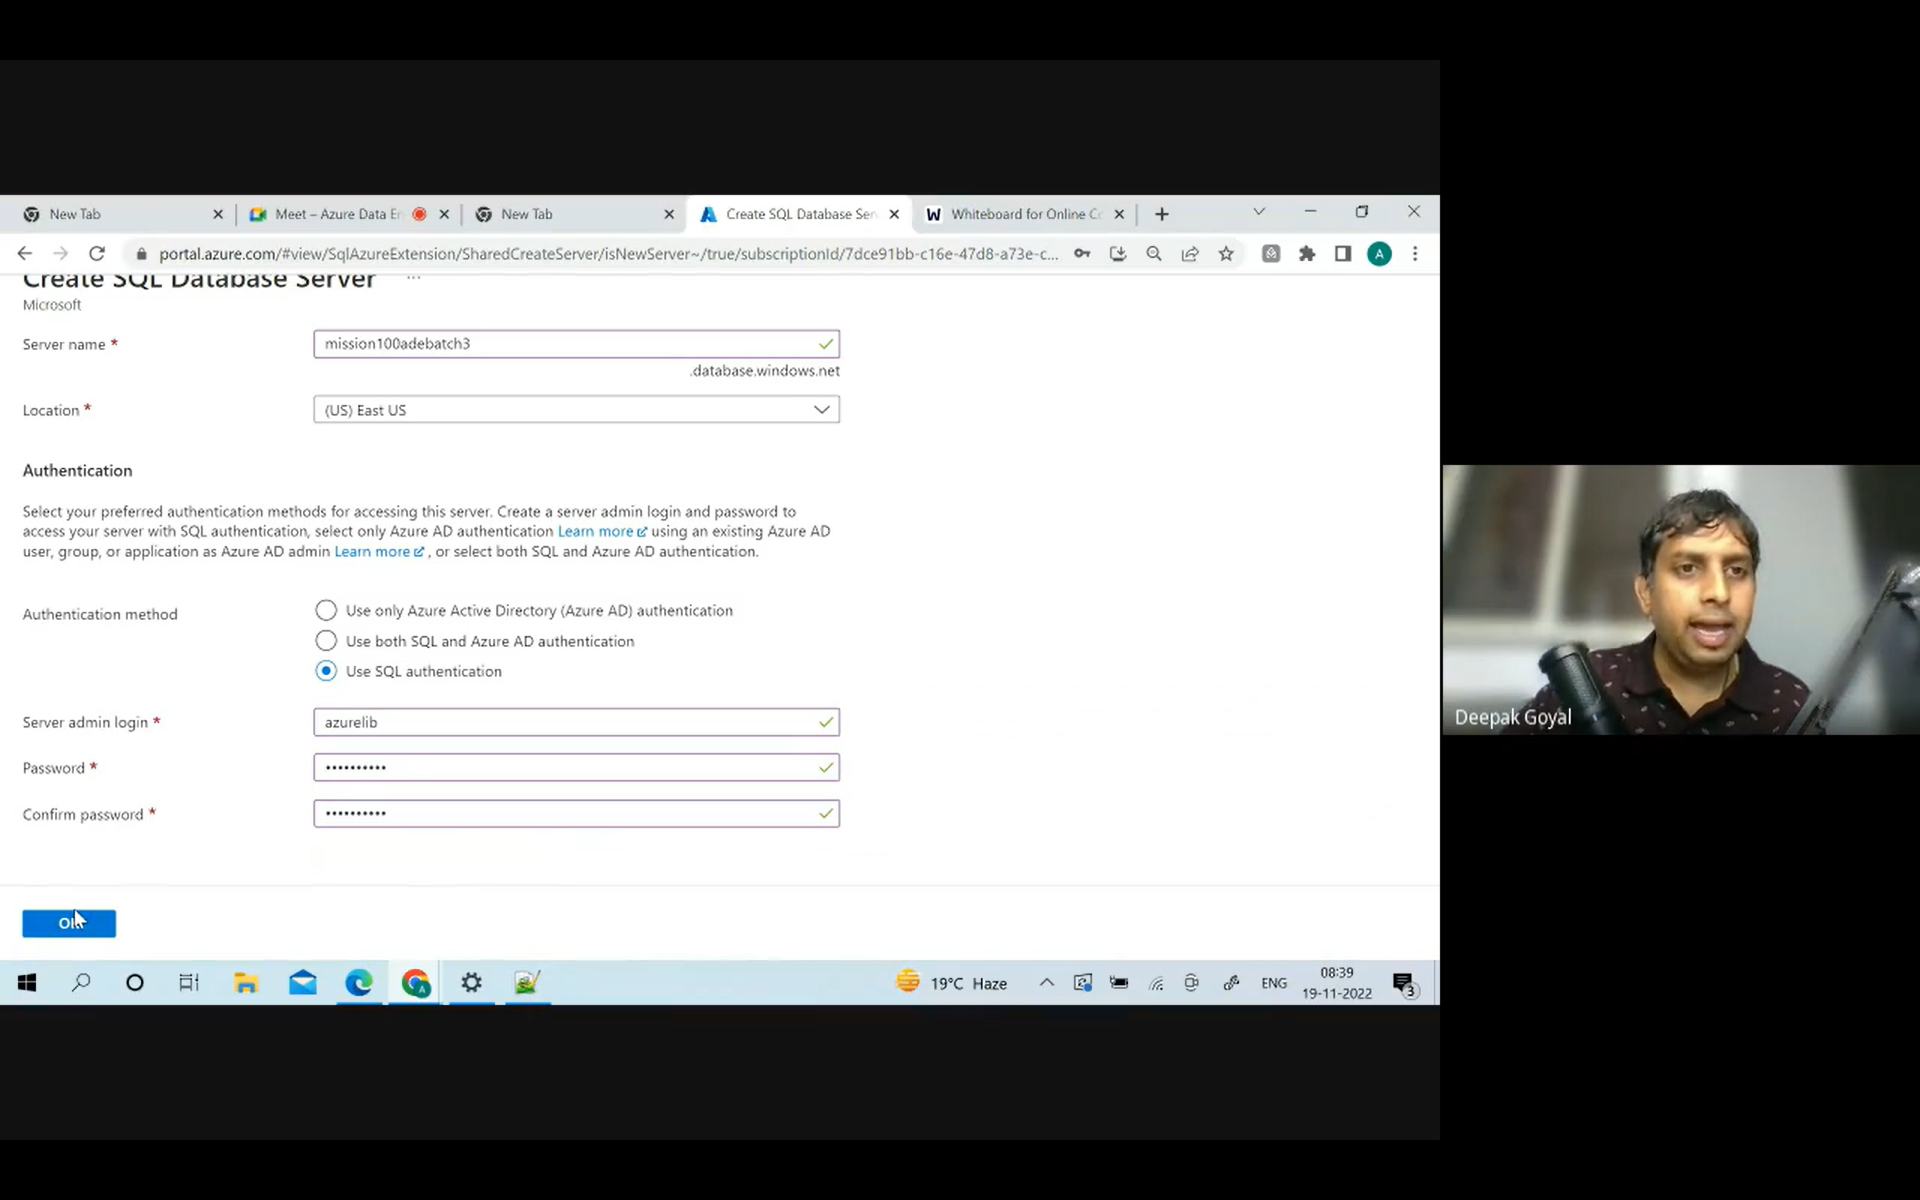 New Tab
Meet – Azure Data En
New Tab
Create SQL Database Ser
Whiteboard for Online Co
portal.azure.com/#view/SqlAzureExtension/SharedCreateServer/isNewServer~/true/subscriptionId/7dce91bb-c16e-47d8-a73e-c...
A
Create SQL Database Server ...
Microsoft
Server name *
mission100adebatch3
.database.windows.net
Location *
(US) East US
Authentication
Select your preferred authentication methods for accessing this server. Create a server admin login and password to
access your server with SQL authentication, select only Azure AD authentication Learn more using an existing Azure AD
user, group, or application as Azure AD admin Learn more , or select both SQL and Azure AD authentication.
Authentication method
Use only Azure Active Directory (Azure AD) authentication
Use both SQL and Azure AD authentication
Use SQL authentication
Server admin login *
azurelib
Password *
••••••••••
Confirm password *
••••••••••
Deepak Goyal
19°C Haze
ENG
08:39
19-11-2022
3